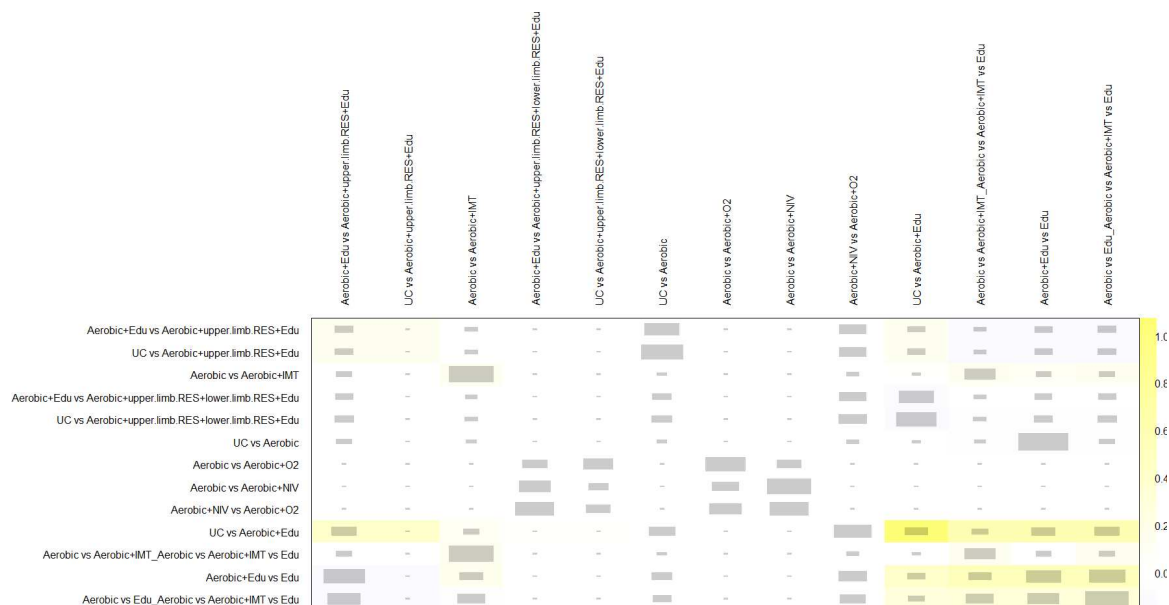 Aerobic+Edu vs Aerobic+upper.limb.RES+Edu
UC vs Aerobic+upper.limb.RES+Edu
Aerobic vs Aerobic+IMT
Aerobic+Edu vs Aerobic+upper.limb.RES+lower.limb.RES+Edu
UC vs Aerobic+upper.limb.RES+lower.limb.RES+Edu
UC vs Aerobic
Aerobic vs Aerobic+O2
Aerobic vs Aerobic+NIV
Aerobic+NIV vs Aerobic+O2
UC vs Aerobic+Edu
Aerobic vs Aerobic+IMT_Aerobic vs Aerobic+IMT vs Edu
Aerobic+Edu vs Edu
Aerobic vs Edu_Aerobic vs Aerobic+IMT vs Edu
Aerobic+Edu vs Aerobic+upper.limb.RES+Edu
UC vs Aerobic+upper.limb.RES+Edu
Aerobic vs Aerobic+IMT
Aerobic+Edu vs Aerobic+upper.limb.RES+lower.limb.RES+Edu
UC vs Aerobic+upper.limb.RES+lower.limb.RES+Edu
UC vs Aerobic
Aerobic vs Aerobic+O2
Aerobic vs Aerobic+NIV
Aerobic+NIV vs Aerobic+O2
UC vs Aerobic+Edu
Aerobic vs Aerobic+IMT_Aerobic vs Aerobic+IMT vs Edu
Aerobic+Edu vs Edu
Aerobic vs Edu_Aerobic vs Aerobic+IMT vs Edu
1.0
0.8
0.6
0.4
0.2
0.0